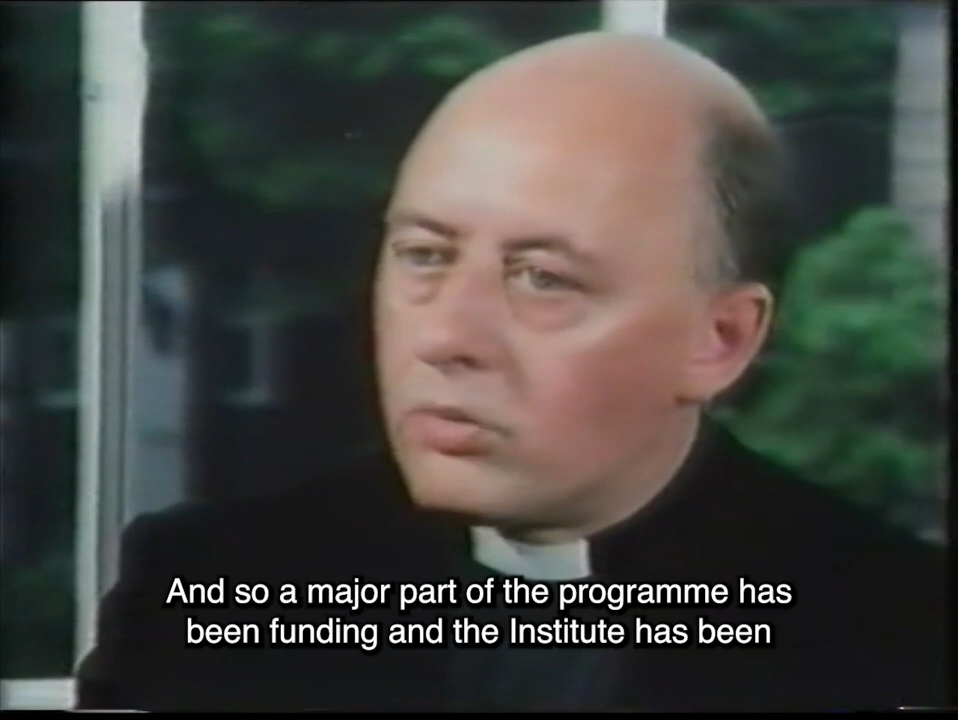 And so a major part of the programme has
been funding and the Institute has been